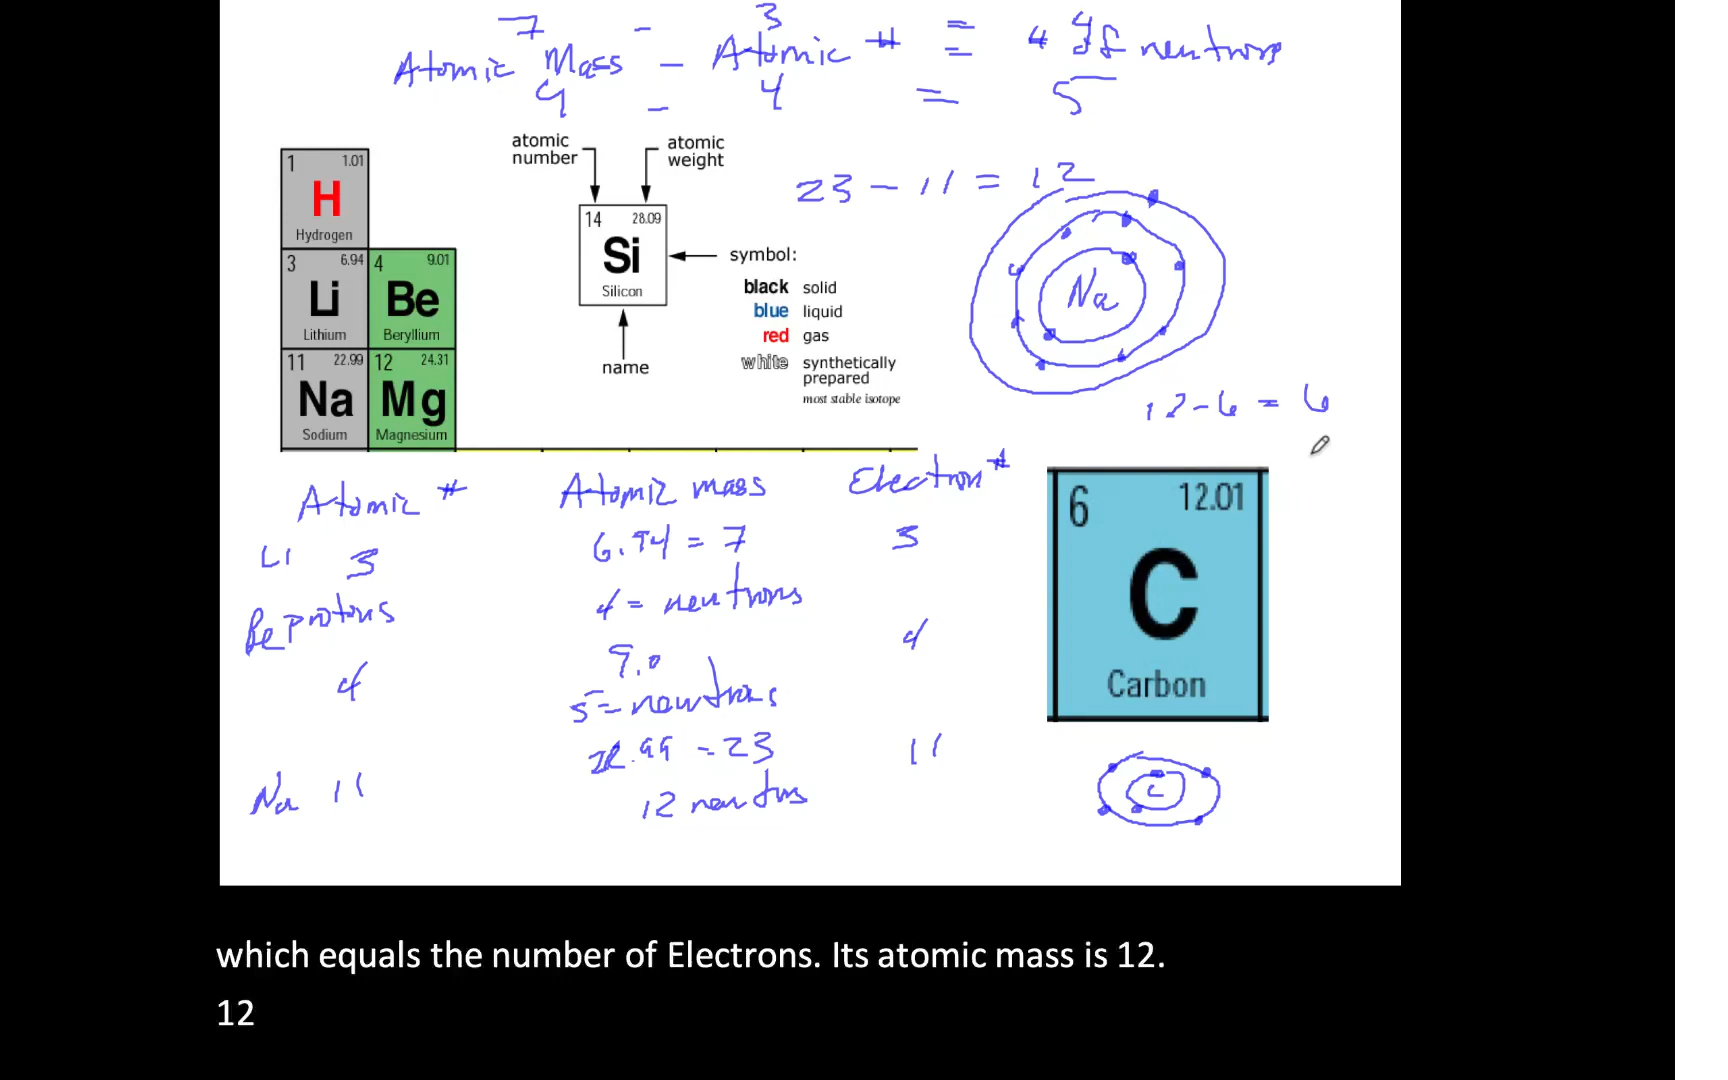 7 - 3 = 4
Atomic Mass - Atomic # = # of neutrons
9 - 4 = 5
atomic number
atomic weight
23 - 11 = 12
1 1.01
H
Hydrogen
3 6.94
Li
Lithium
4 9.01
Be
Beryllium
11 22.99
Na
Sodium
12 24.31
Mg
Magnesium
14 28.09
Si
Silicon
name
symbol:
black solid
blue liquid
red gas
white synthetically
prepared
most stable isotope
Na
12 - 6 = 6
Atomic # Atomic mass Electron #
Li 3 6.94 = 7 3
4 = neutrons
Be protons
4 9.0 4
5 = neutrons
Na 11 22.99 = 23 11
12 neutrons
6 12.01
C
Carbon
C
which equals the number of Electrons. Its atomic mass is 12.
12